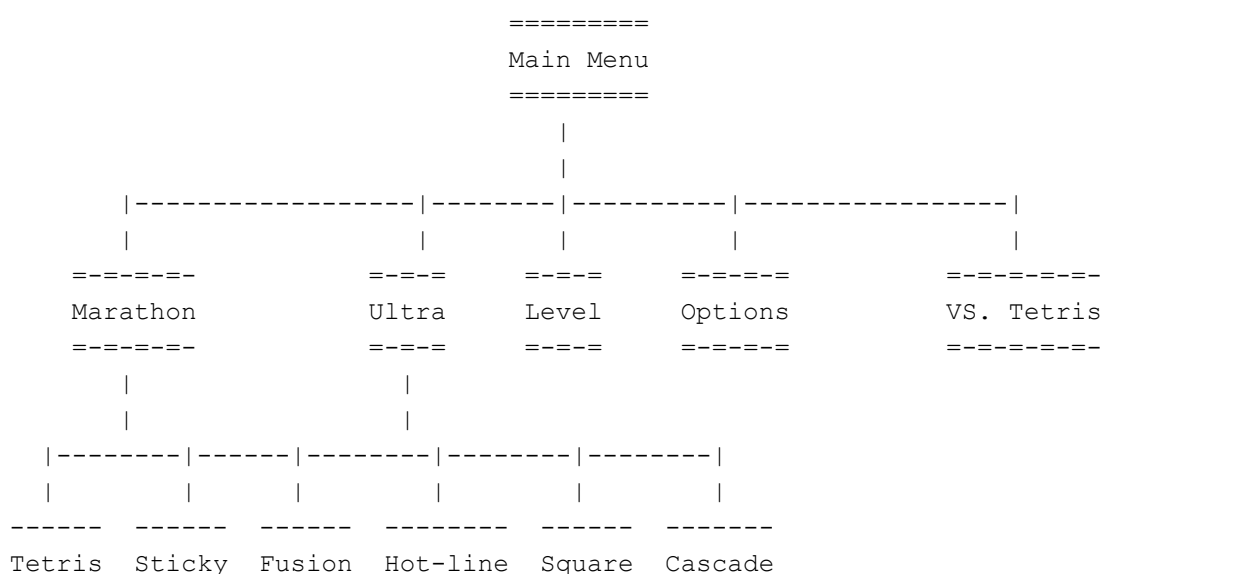 =========
Main Menu
=========
|
|
|------------------|--------|----------|-----------------|
| | | | |
=-=-=-=- =-=-= =-=-= =-=-=-= =-=-=-=-=-
Marathon Ultra Level Options VS. Tetris
=-=-=-=- =-=-= =-=-= =-=-=-= =-=-=-=-=-
| |
| |
|--------|------|--------|--------|--------|
| | | | | |
------ ------ ------ -------- ------ -------
Tetris Sticky Fusion Hot-line Square Cascade